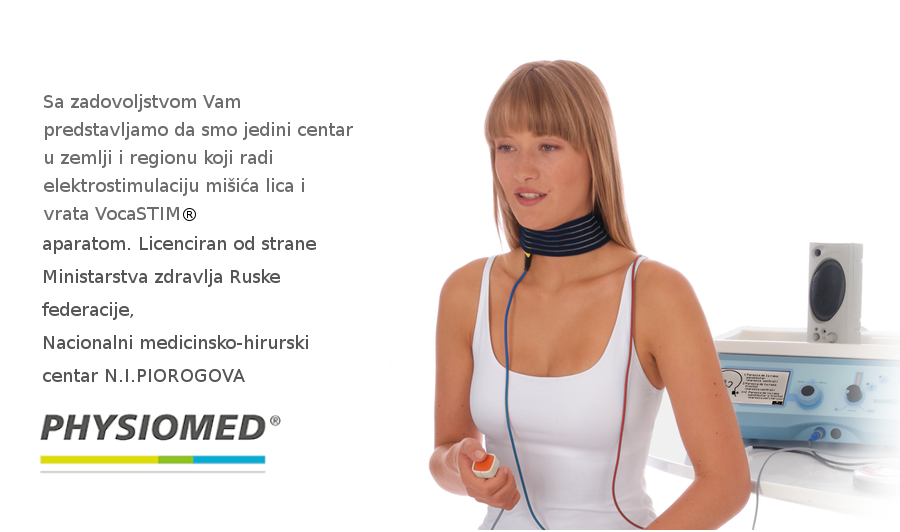 Sa zadovoljstvom Vam
predstavljamo da smo jedini centar
u zemlji i regionu koji radi
elektrostimulaciju mišića lica i
vrata VocaSTIM®
aparatom. Licenciran od strane
Ministarstva zdravlja Ruske
federacije,
Nacionalni medicinsko-hirurski
centar N.I.PIOROGOVA
PHYSIOMED®